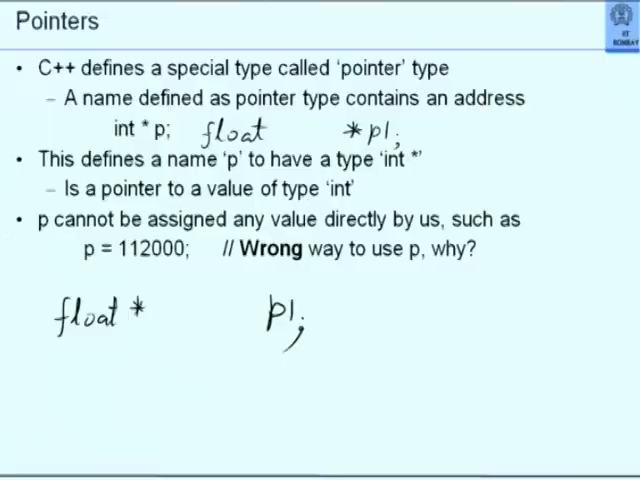 Pointers
IIT
BOMBAY
• C++ defines a special type called 'pointer' type
– A name defined as pointer type contains an address
int * p; float *p1;
• This defines a name 'p' to have a type 'int *'
– Is a pointer to a value of type 'int'
• p cannot be assigned any value directly by us, such as
p = 112000; // Wrong way to use p, why?
float * p1;